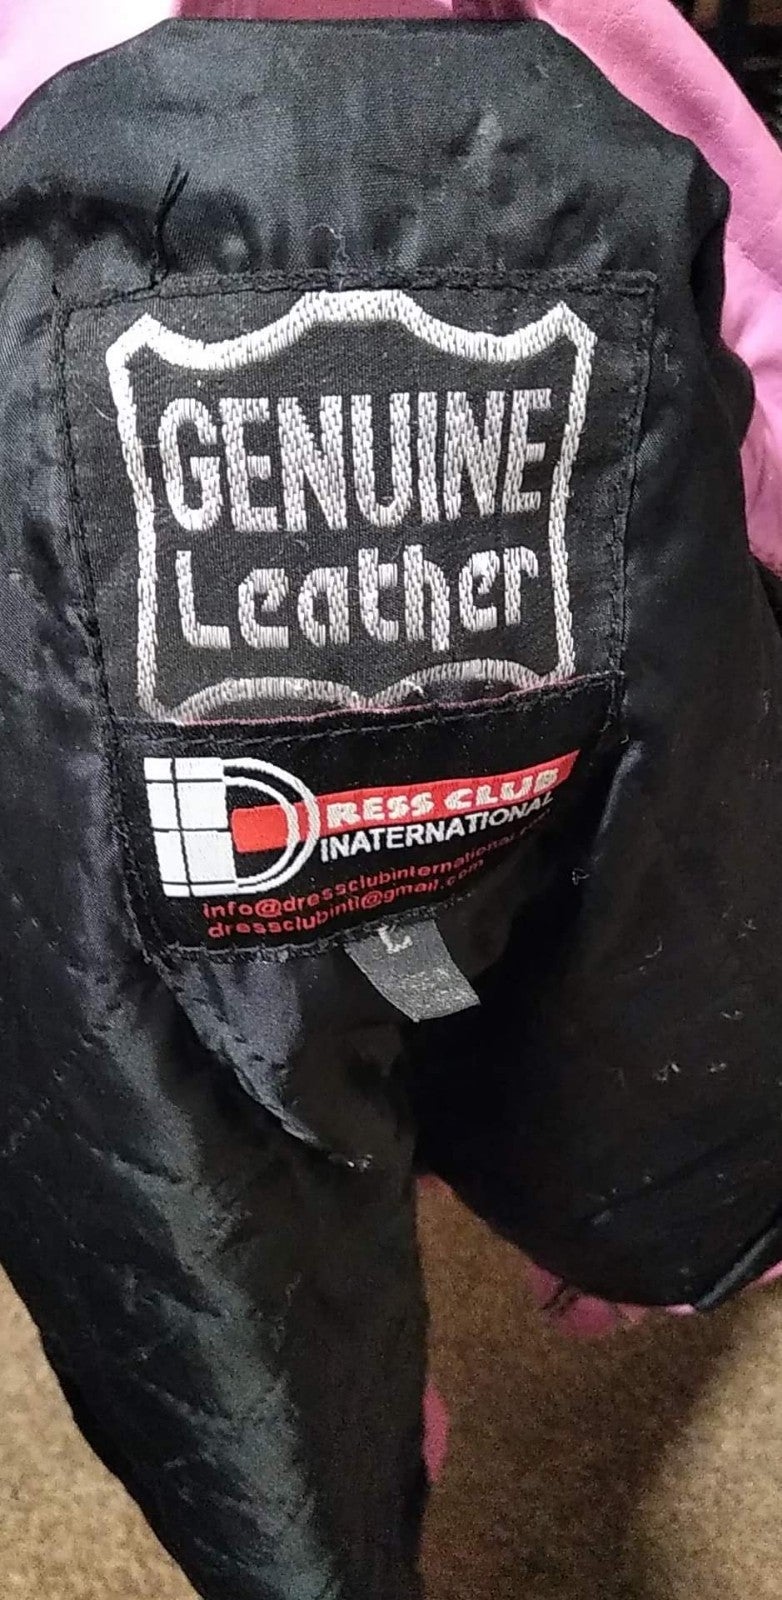 GENUINE
Leather
DRESS CLUB
INATERNATIONAL
info@dressclubinternational.com
dressclubintl@gmail.com
L